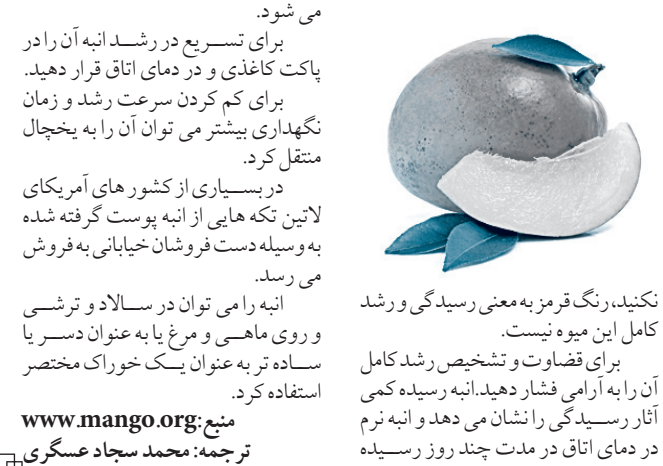 نکنید، رنگ قرمز به معنی رسیدگی و رشد
کامل این میوه نیست.
برای قضاوت و تشخیص رشد کامل
آن را به آرامی فشار دهید.انبه رسیده کمی
آثار رسیدگی را نشان می دهد و انبه نرم
در دمای اتاق در مدت چند روز رسیده
می شود.
برای تسریع در رشد انبه آن را در
پاکت کاغذی و در دمای اتاق قرار دهید.
برای کم کردن سرعت رشد و زمان
نگهداری بیشتر می توان آن را به یخچال
منتقل کرد.
در بسیاری از کشور های آمریکای
لاتین تکه هایی از انبه پوست گرفته شده
به وسیله دست فروشان خیابانی به فروش
می رسد.
انبه را می توان در سالاد و ترشی
و روی ماهی و مرغ یا به عنوان دسر یا
ساده تر به عنوان یک خوراک مختصر
استفاده کرد.
منبع:www.mango.org
ترجمه: محمد سجاد عسگری